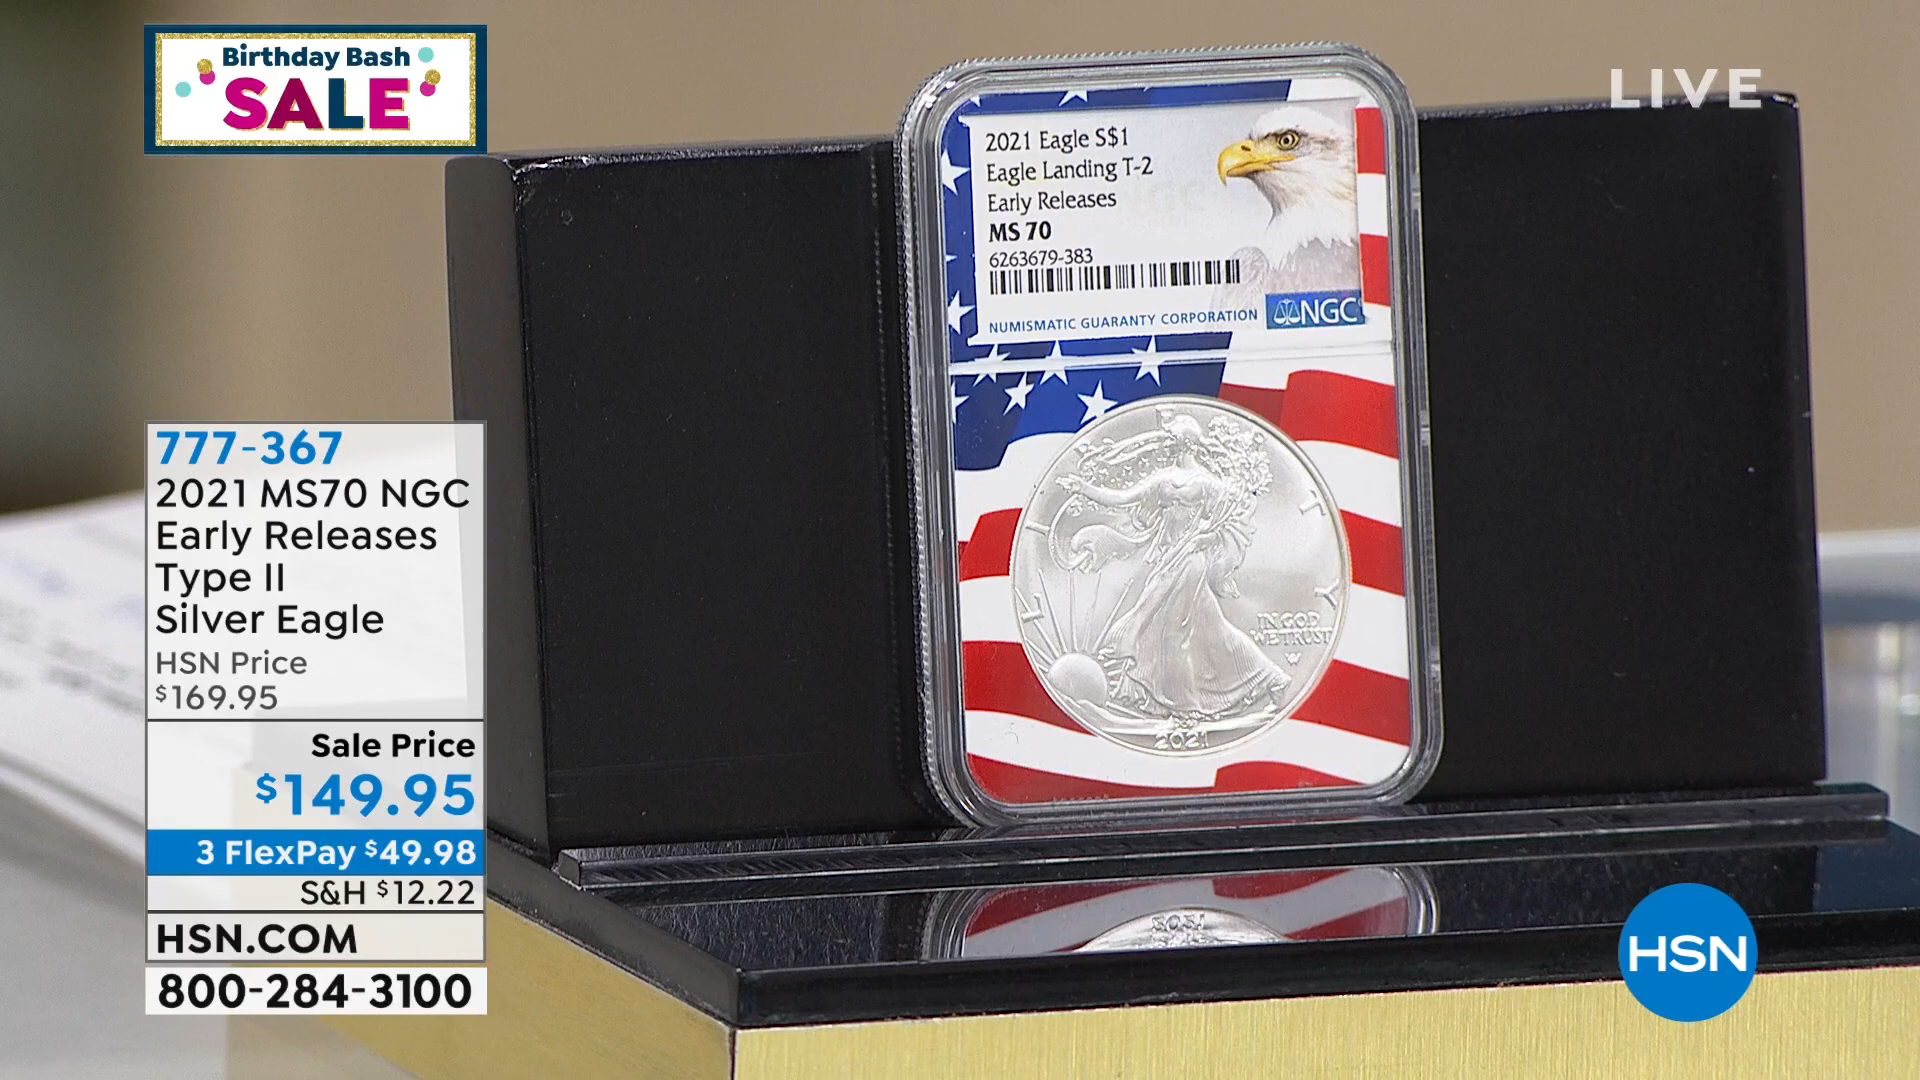 Birthday Bash
SALE
LIVE
2021 Eagle S$1
Eagle Landing T-2
Early Releases
MS 70
6263679-383
NUMISMATIC GUARANTY CORPORATION
NGC
LIBERTY
IN GOD
WE TRUST
W
2021
777-367
2021 MS70 NGC
Early Releases
Type II
Silver Eagle
HSN Price
$169.95
Sale Price
$149.95
3 FlexPay $49.98
S&H $12.22
HSN.COM
800-284-3100
HSN